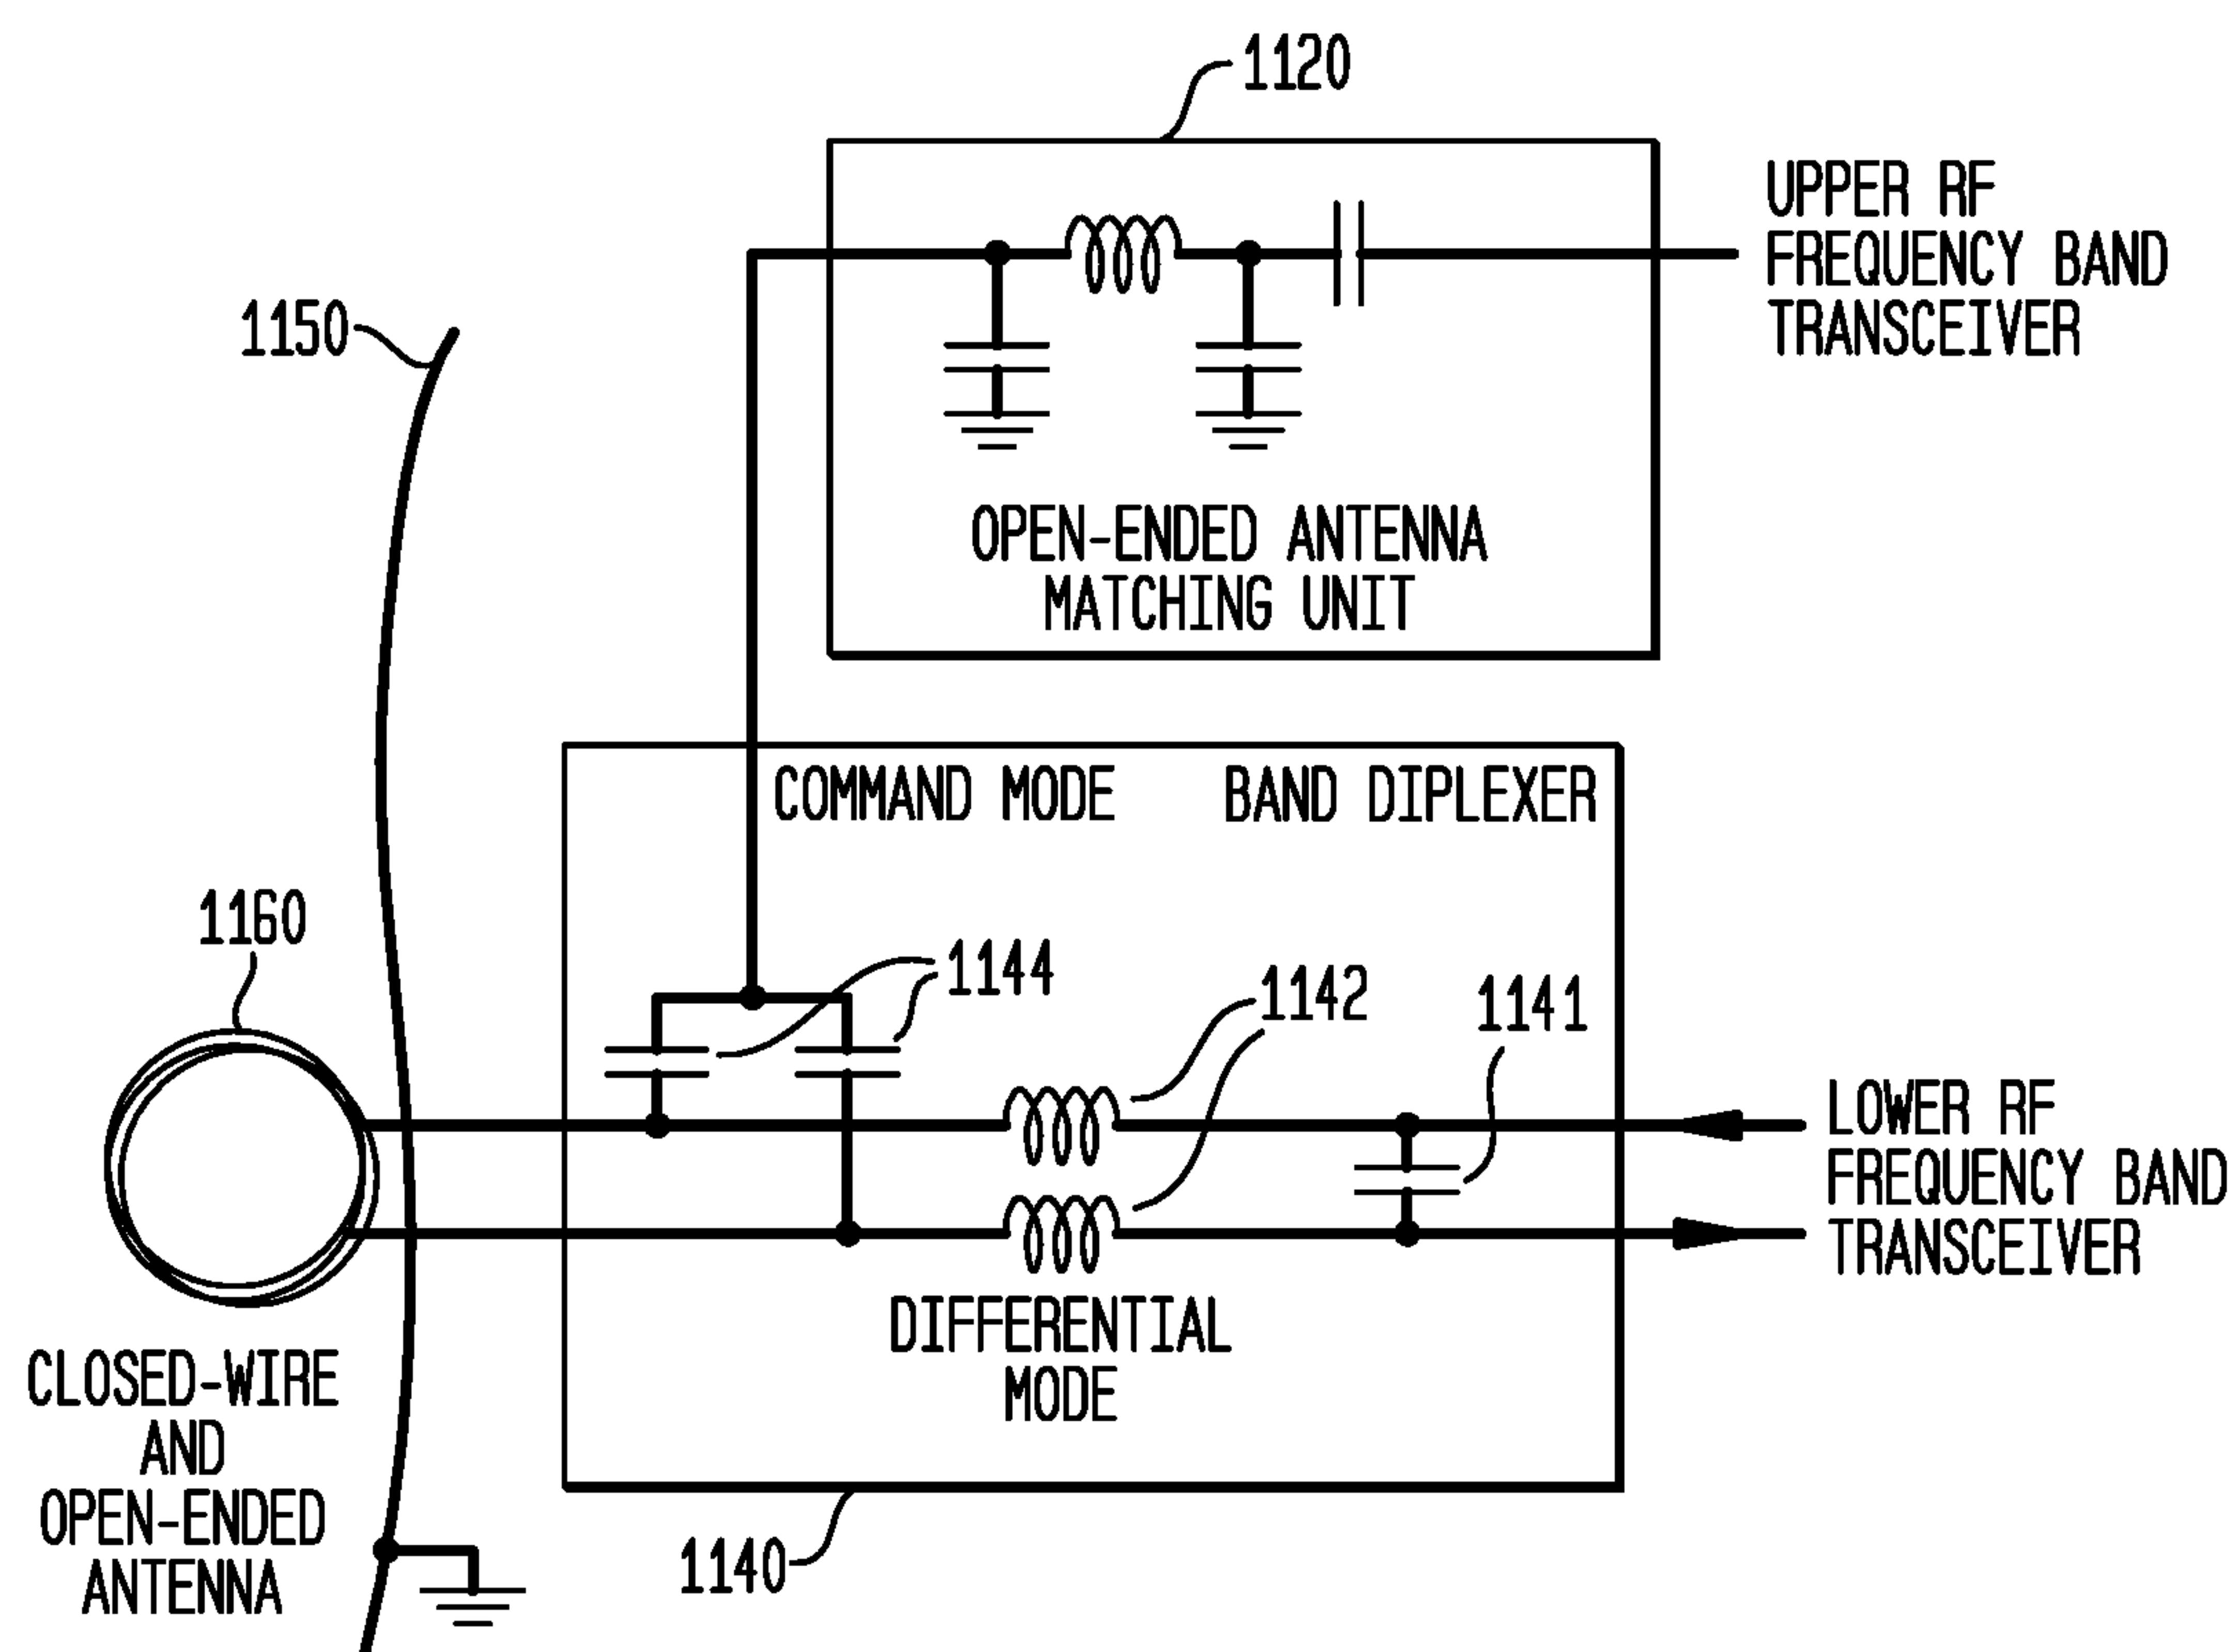 1120
UPPER RF
FREQUENCY BAND
TRANSCEIVER
1150
OPEN-ENDED ANTENNA
MATCHING UNIT
COMMAND MODE BAND DIPLEXER
1160
1144
1142
1141
LOWER RF
FREQUENCY BAND
TRANSCEIVER
DIFFERENTIAL
MODE
CLOSED-WIRE
AND
OPEN-ENDED
ANTENNA
1140